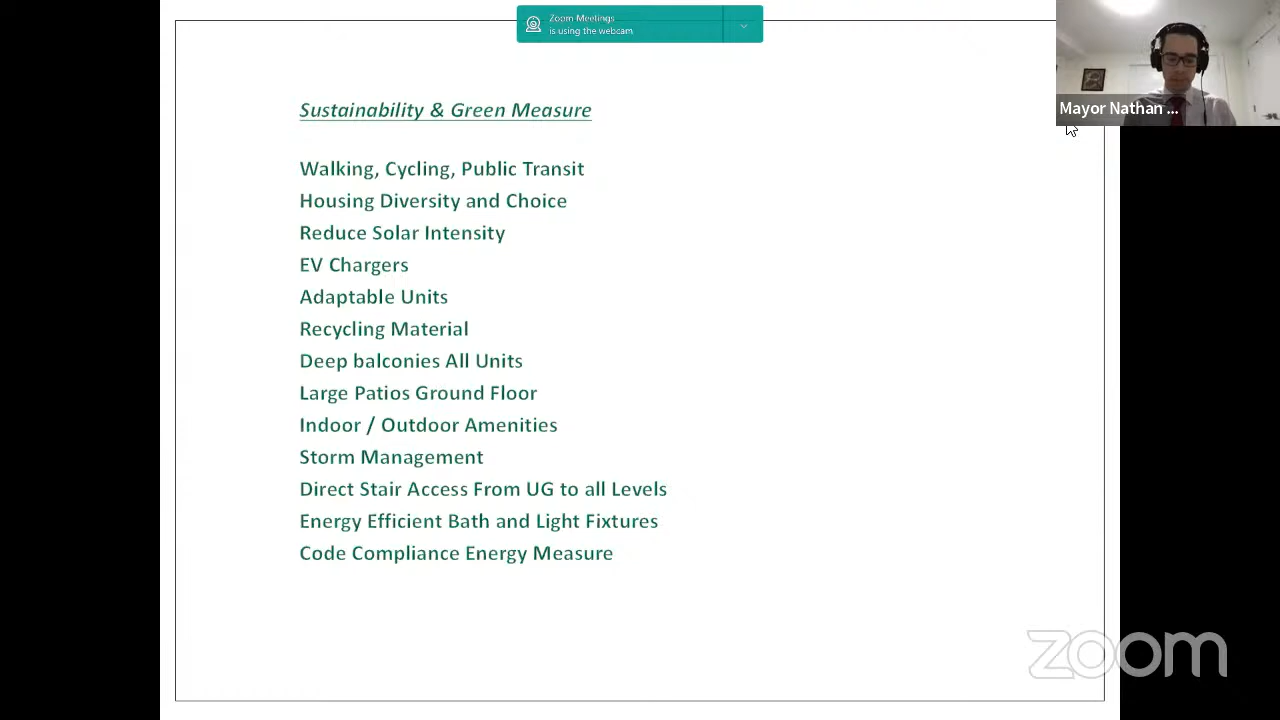 Zoom Meetings
is using the webcam
Mayor Nathan ...
Sustainability & Green Measure
Walking, Cycling, Public Transit
Housing Diversity and Choice
Reduce Solar Intensity
EV Chargers
Adaptable Units
Recycling Material
Deep balconies All Units
Large Patios Ground Floor
Indoor / Outdoor Amenities
Storm Management
Direct Stair Access From UG to all Levels
Energy Efficient Bath and Light Fixtures
Code Compliance Energy Measure
zoom